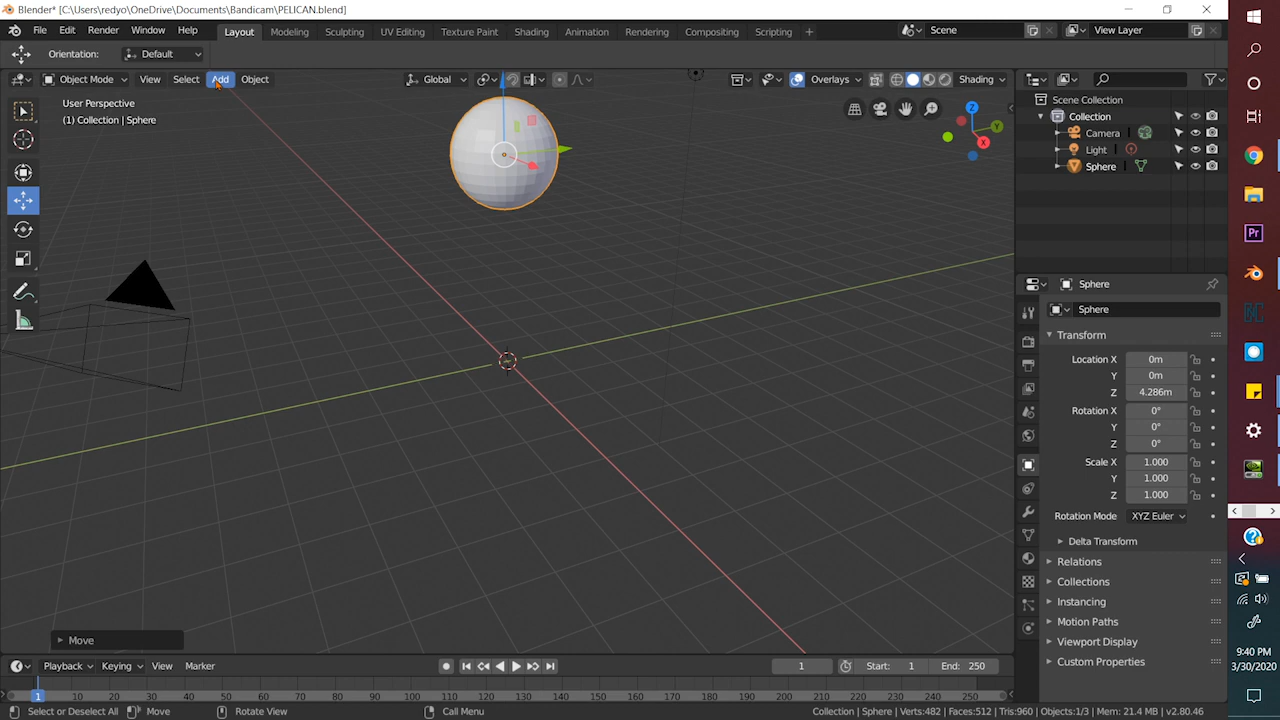 Blender* [C:\Users\redyo\OneDrive\Documents\Bandicam\PELICAN.blend]
File Edit Render Window Help Layout Modeling Sculpting UV Editing Texture Paint Shading Animation Rendering Compositing Scripting + Scene View Layer
Orientation: Default
Object Mode View Select Add Object Global Overlays Shading
User Perspective
(1) Collection | Sphere
Z
Y
X
Scene Collection
Collection
Camera
Light
Sphere
Sphere
Sphere
Transform
Location X 0m
Y 0m
Z 4.286m
Rotation X 0°
Y 0°
Z 0°
Scale X 1.000
Y 1.000
Z 1.000
Rotation Mode XYZ Euler
Delta Transform
Relations
Collections
Instancing
Motion Paths
Viewport Display
Custom Properties
Move
Playback Keying View Marker 1 Start: 1 End: 250
1 10 20 30 40 50 60 70 80 90 100 110 120 130 140 150 160 170 180 190 200 210 220 230 240 250
Select or Deselect All Move Rotate View Call Menu Collection | Sphere | Verts:482 | Faces:512 | Tris:960 | Objects:1/3 | Mem: 21.4 MB | v2.80.46
Pr
9:40 PM
3/30/2020